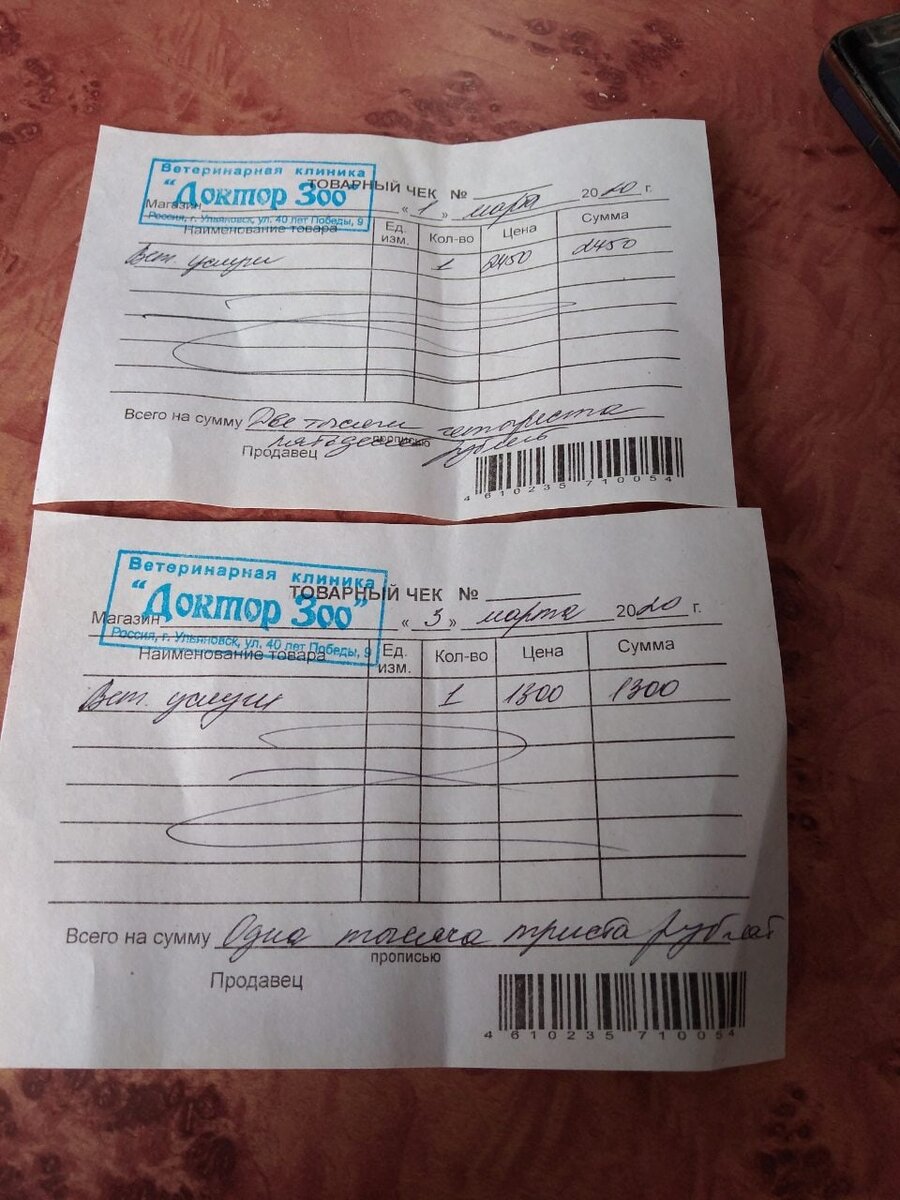 Ветеринарная клиника
"Доктор Зоо"
Россия, г. Ульяновск, ул. 40 лет Победы, 9
ТОВАРНЫЙ ЧЕК №
Магазин «1» марта 2020 г.
Наименование товара Ед. изм. Кол-во Цена Сумма
Вет. услуги 1 2450 2450
Всего на сумму Две тысячи четыреста
пятьдесят рублей
прописью
Продавец
4 610235 710054
Ветеринарная клиника
"Доктор Зоо"
Россия, г. Ульяновск, ул. 40 лет Победы, 9
ТОВАРНЫЙ ЧЕК №
Магазин «3» марта 2020 г.
Наименование товара Ед. изм. Кол-во Цена Сумма
Вет. услуги 1 1300 1300
Всего на сумму Одна тысяча триста рублей
прописью
Продавец
4 610235 710054